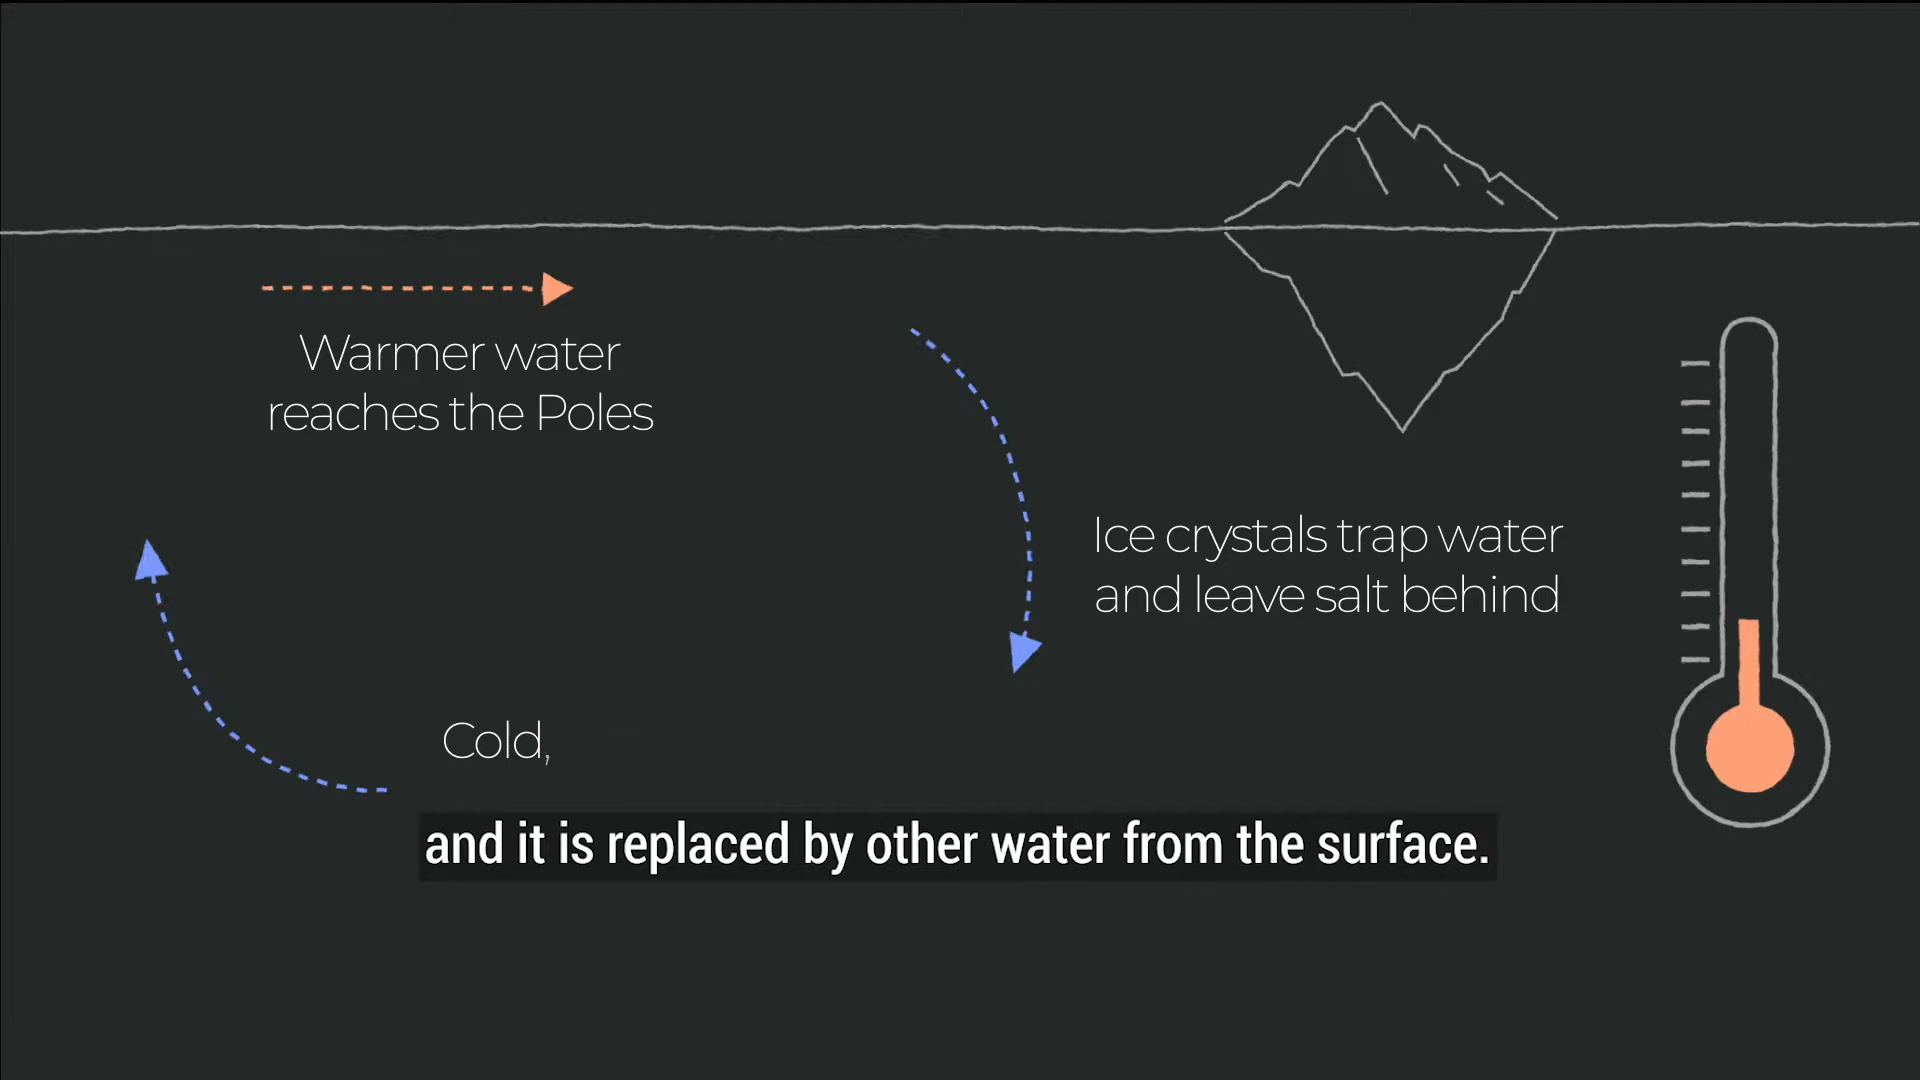 Warmer water
reaches the Poles
Ice crystals trap water
and leave salt behind
Cold,
and it is replaced by other water from the surface.